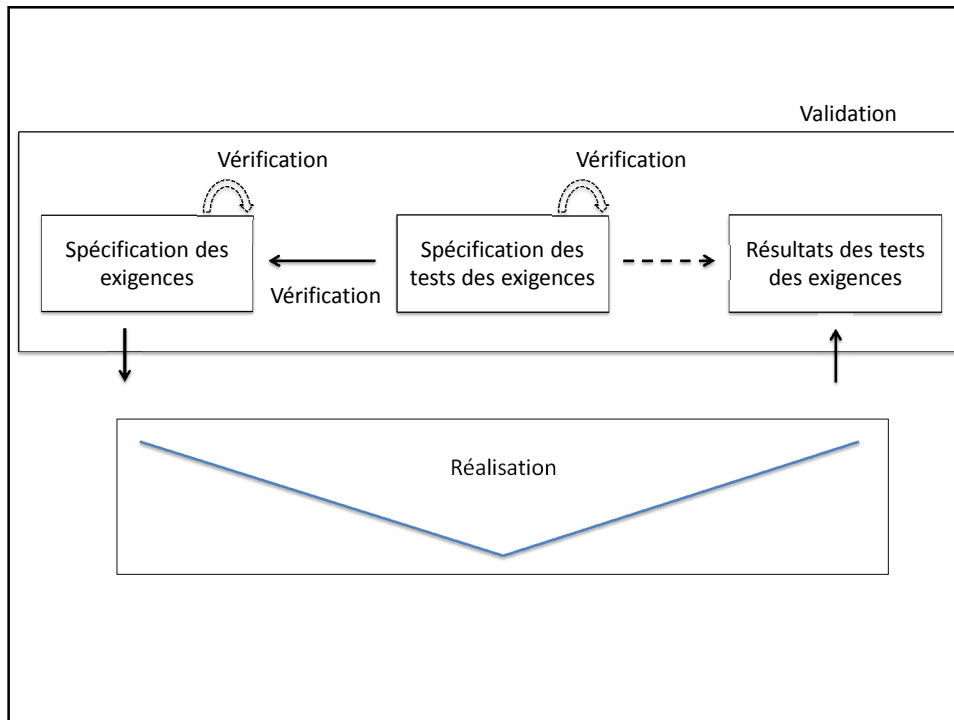 Validation
Vérification
Vérification
Spécification des
exigences
Spécification des
tests des exigences
Résultats des tests
des exigences
Vérification
Réalisation